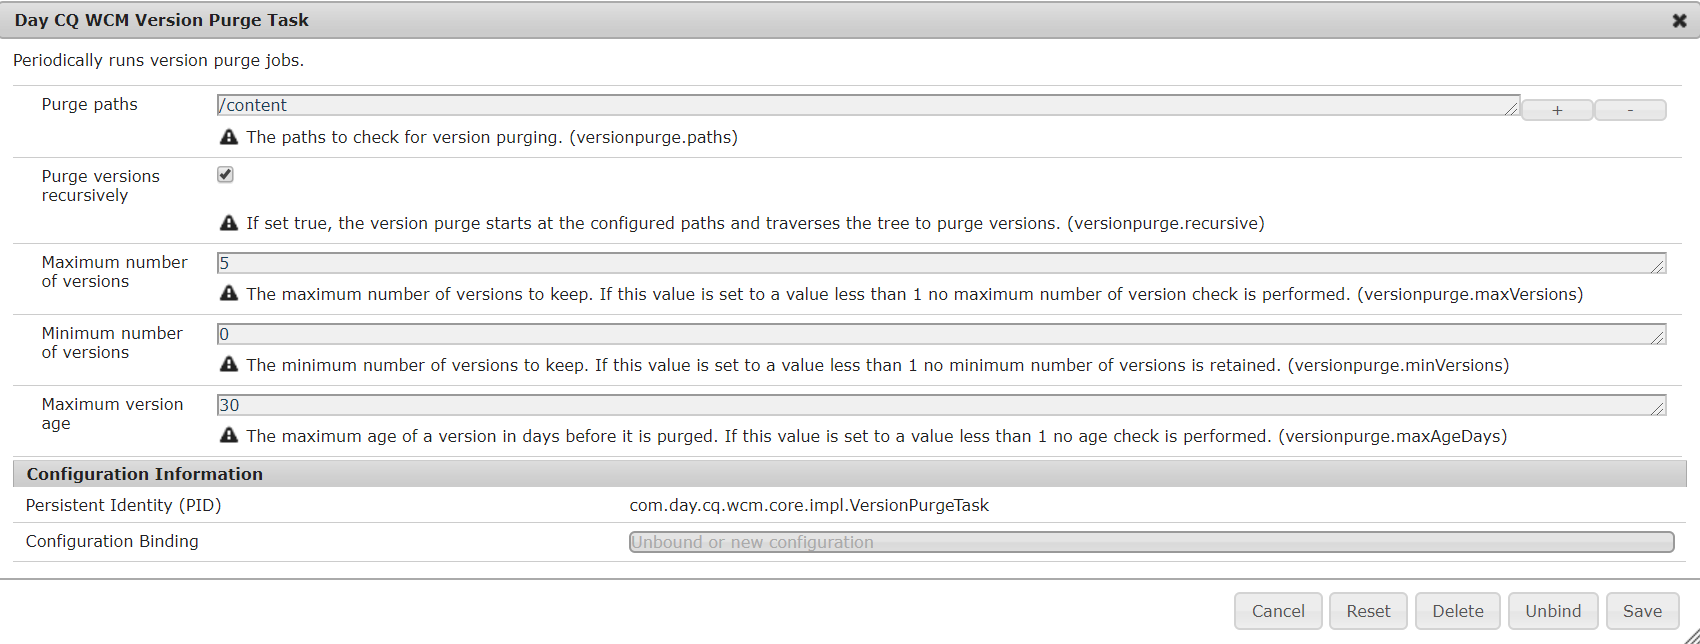 Day CQ WCM Version Purge Task
Periodically runs version purge jobs.
Purge paths
/content
+
-
The paths to check for version purging. (versionpurge.paths)
Purge versions
recursively
If set true, the version purge starts at the configured paths and traverses the tree to purge versions. (versionpurge.recursive)
Maximum number
of versions
5
The maximum number of versions to keep. If this value is set to a value less than 1 no maximum number of version check is performed. (versionpurge.maxVersions)
Minimum number
of versions
0
The minimum number of versions to keep. If this value is set to a value less than 1 no minimum number of versions is retained. (versionpurge.minVersions)
Maximum version
age
30
The maximum age of a version in days before it is purged. If this value is set to a value less than 1 no age check is performed. (versionpurge.maxAgeDays)
Configuration Information
Persistent Identity (PID)
com.day.cq.wcm.core.impl.VersionPurgeTask
Configuration Binding
Unbound or new configuration
Cancel
Reset
Delete
Unbind
Save